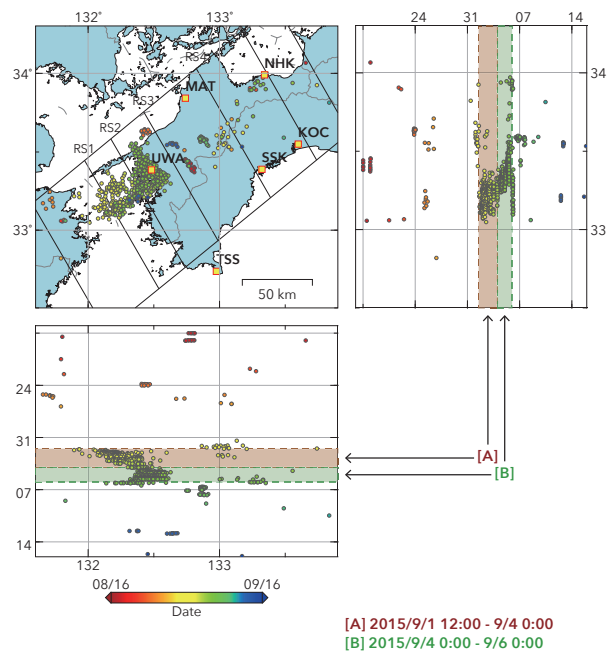 132° 133°
24 31 07 14
34°
33°
RS4
RS3
RS2
RS1
NHK
MAT
KOC
UWA
SSK
TSS
50 km
34
33
24
31
07
14
132 133
[A]
[B]
08/16 09/16
Date
[A] 2015/9/1 12:00 - 9/4 0:00
[B] 2015/9/4 0:00 - 9/6 0:00